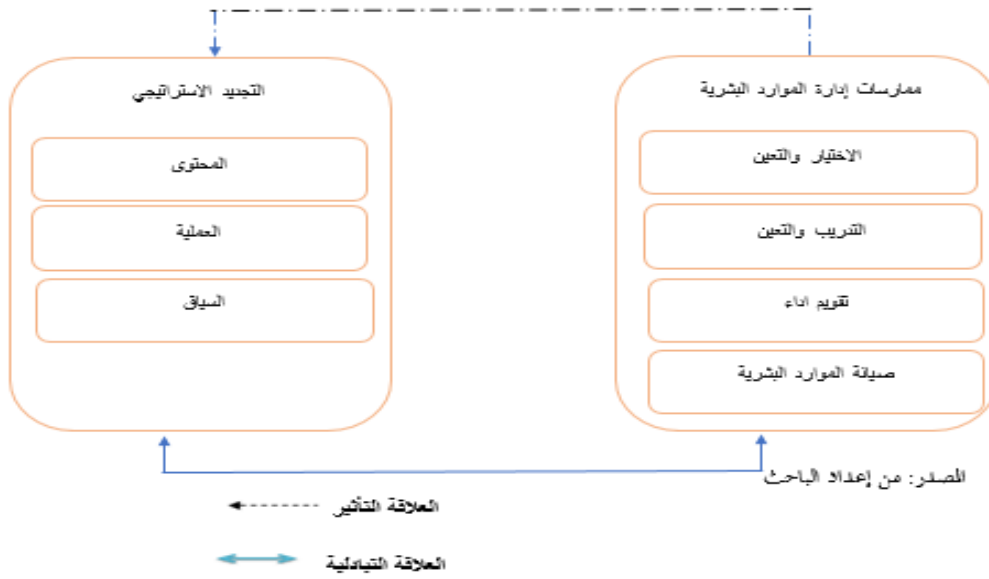 ممارسات إدارة الموارد البشرية
الاختيار والتعين
التدريب والتعين
تقويم اداء
صيانة الموارد البشرية
التجديد الاستراتيجي
المحتوى
العملية
السياق
المصدر: من إعداد الباحث
العلاقة التأثير
العلاقة التبادلية